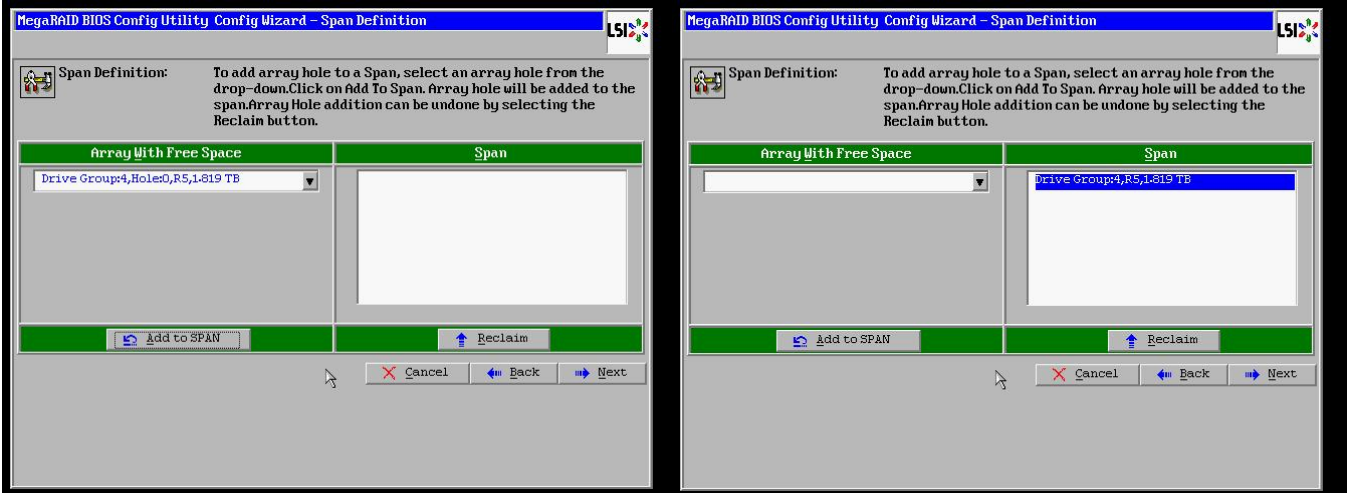 MegaRAID BIOS Config Utility Config Wizard - Span Definition
LSI
Span Definition:
To add array hole to a Span, select an array hole from the
drop-down.Click on Add To Span. Array hole will be added to the
span.Array Hole addition can be undone by selecting the
Reclaim button.
Array With Free Space
Span
Drive Group:4,Hole:0,R5,1.819 TB
Add to SPAN
Reclaim
Cancel
Back
Next
MegaRAID BIOS Config Utility Config Wizard - Span Definition
LSI
Span Definition:
To add array hole to a Span, select an array hole from the
drop-down.Click on Add To Span. Array hole will be added to the
span.Array Hole addition can be undone by selecting the
Reclaim button.
Array With Free Space
Span
Drive Group:4,R5,1.819 TB
Add to SPAN
Reclaim
Cancel
Back
Next